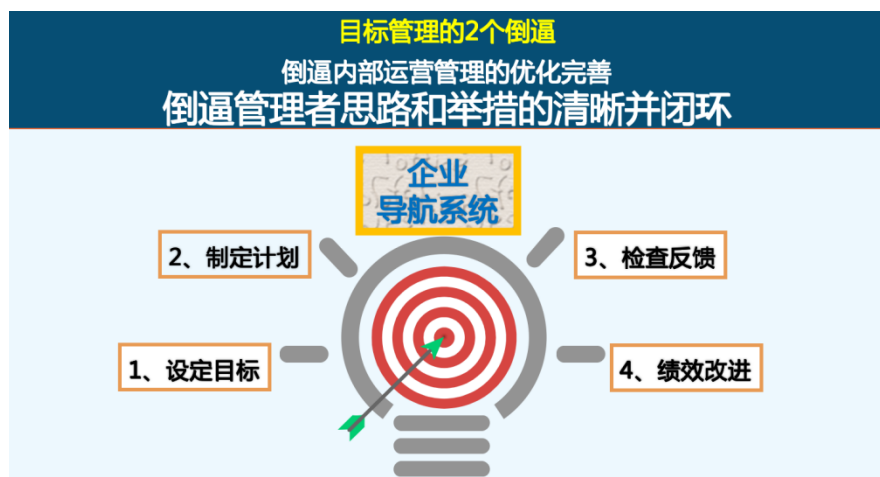 目标管理的2个倒逼
倒逼内部运营管理的优化完善
倒逼管理者思路和举措的清晰并闭环
企业
导航系统
2、制定计划
3、检查反馈
1、设定目标
4、绩效改进